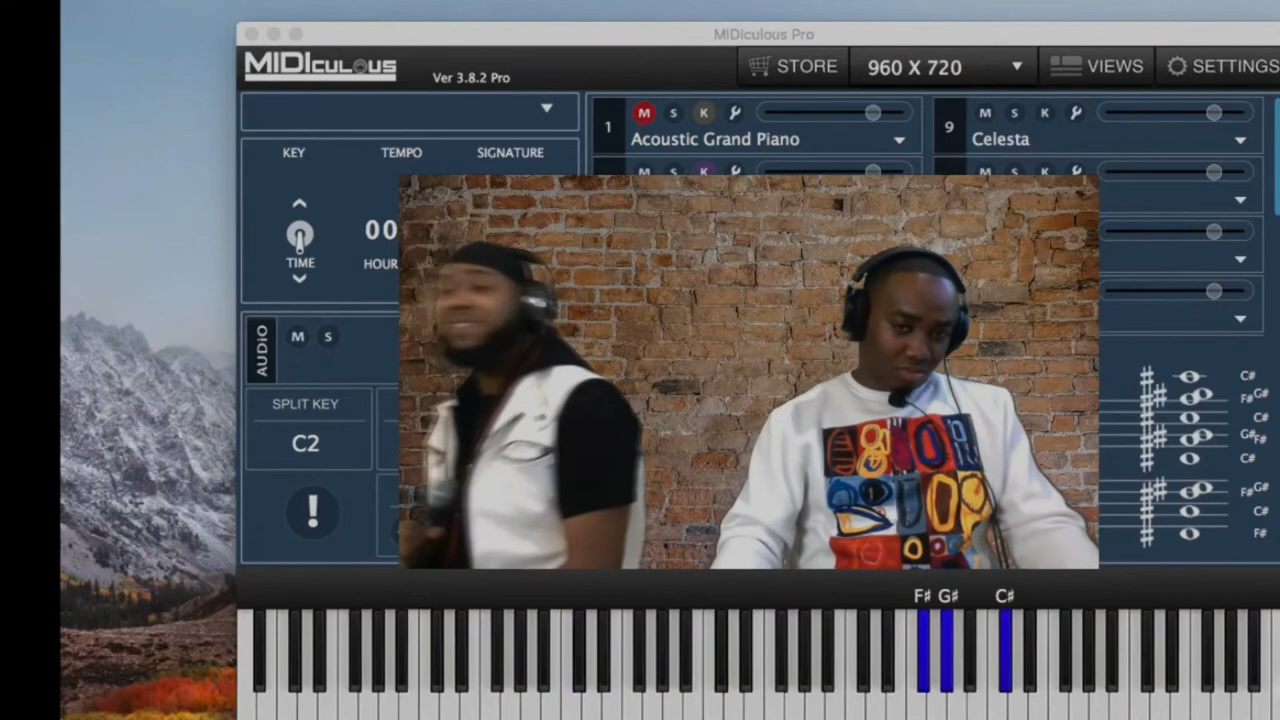 MIDIculous Pro
MIDIculous
Ver 3.8.2 Pro
STORE
960 X 720
VIEWS
SETTINGS
1
M S K
Acoustic Grand Piano
9
M S K
Celesta
M S K
M S K
KEY
TEMPO
SIGNATURE
TIME
00
HOUR
AUDIO
M S
SPLIT KEY
C2
!
C#
F#G#
C#
G#F#
C#
F#G#
C#
F#
F# G# C#